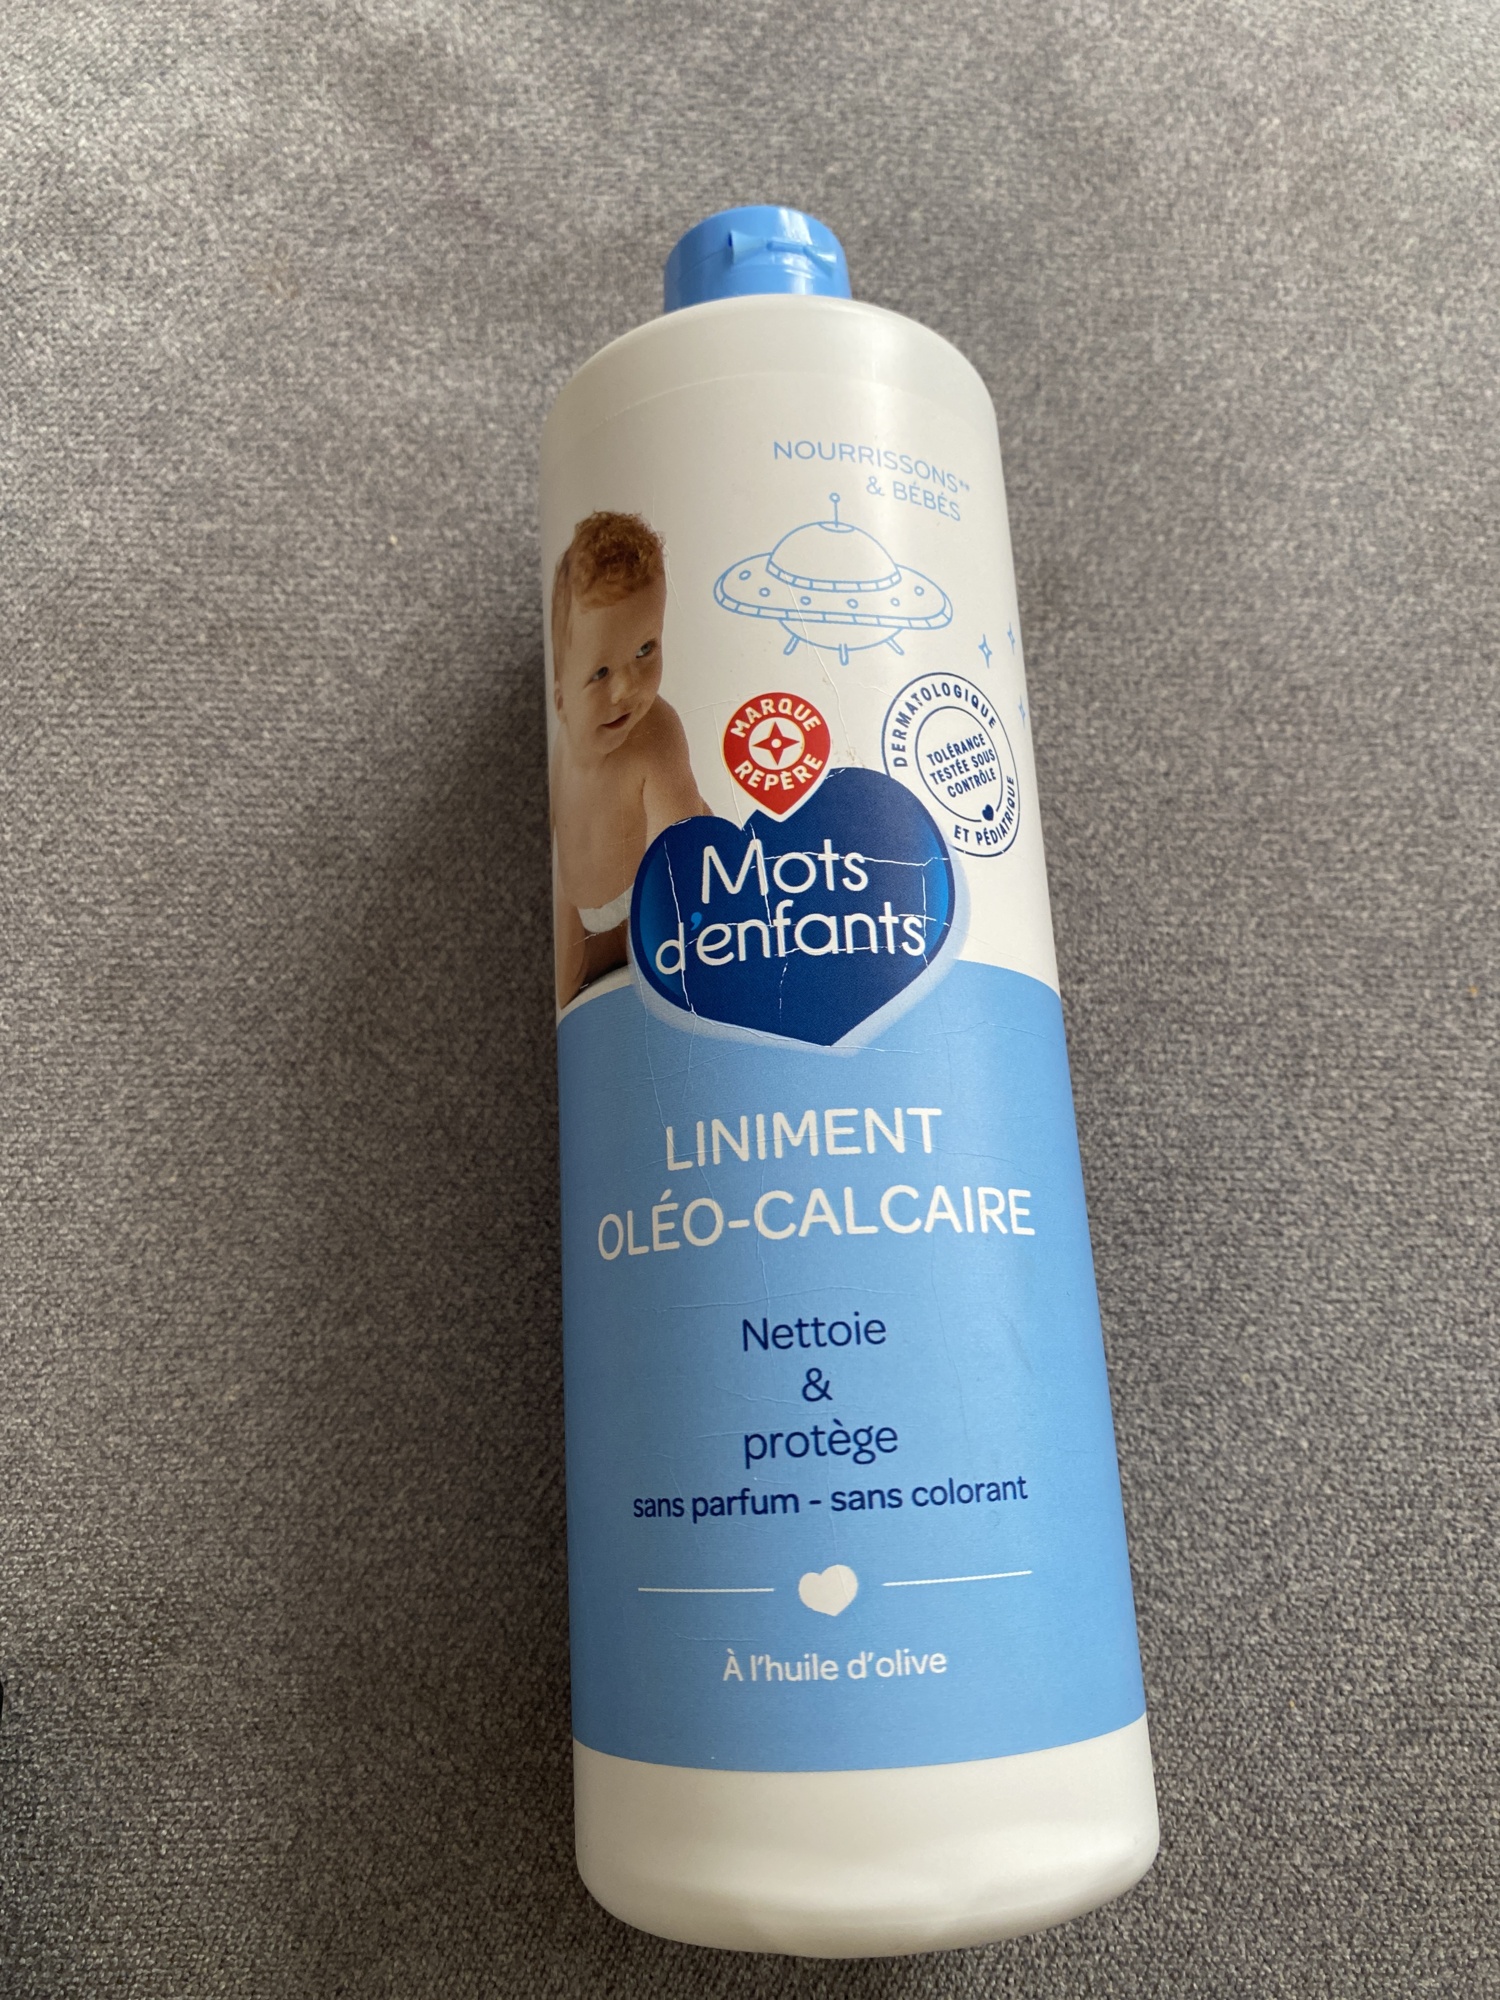 NOURRISSONS**
& BÉBÉS
MARQUE
REPÈRE
DERMATOLOGIQUE
TOLÉRANCE
TESTÉE SOUS
CONTRÔLE
ET PÉDIATRIQUE
Mots
d'enfants
LINIMENT
OLÉO-CALCAIRE
Nettoie
&
protège
sans parfum - sans colorant
À l'huile d'olive